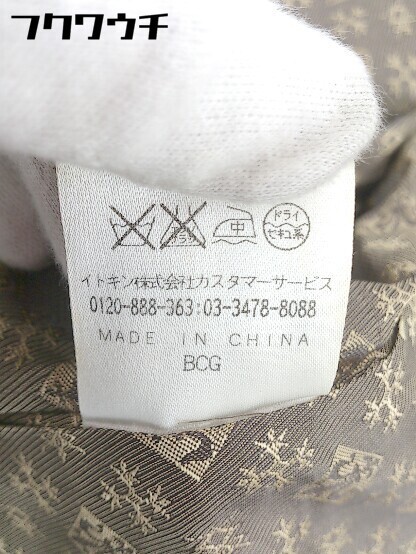 フクワウチ
中 ドライ
セキユ系
イトキン株式会社カスタマーサービス
0120-888-363:03-3478-8088
MADE IN CHINA
BCG